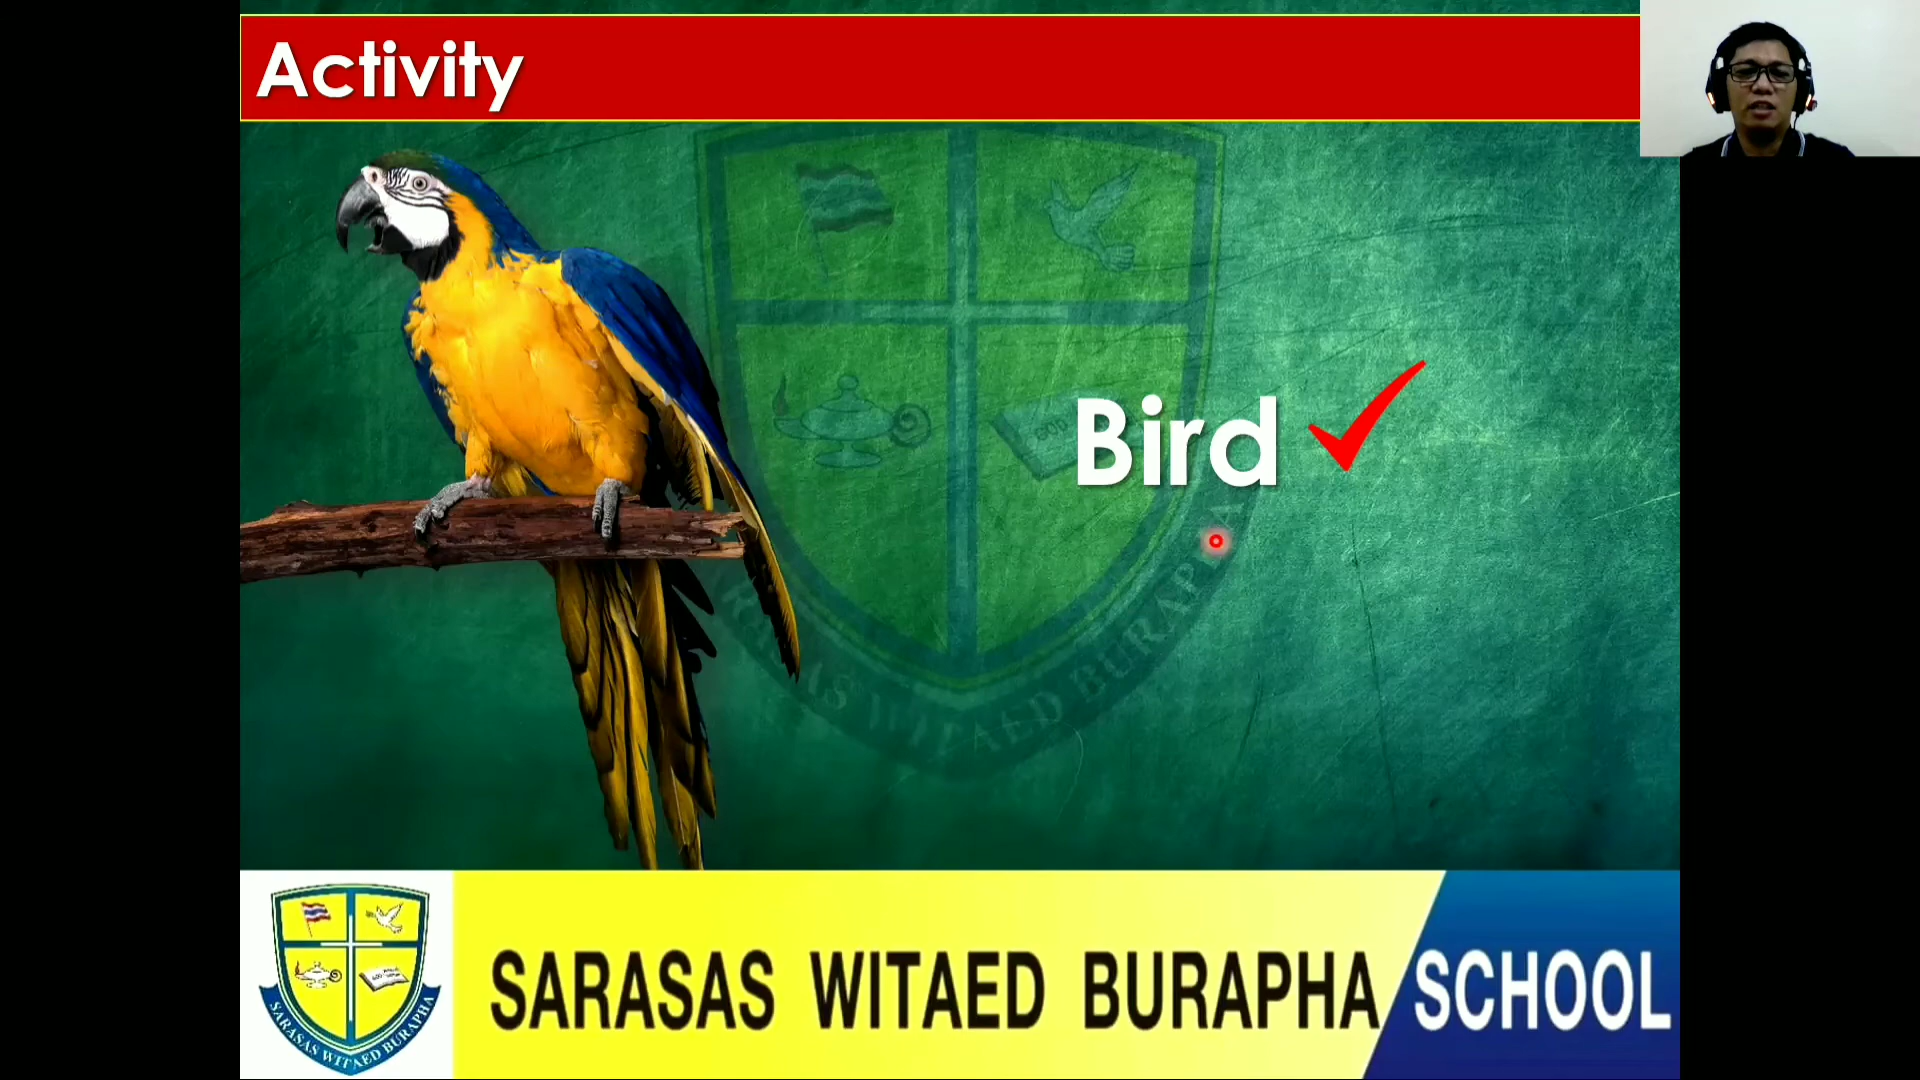 Activity
Bird
SARASAS WITAED BURAPHA SCHOOL
SARASAS WITAED BURAPHA